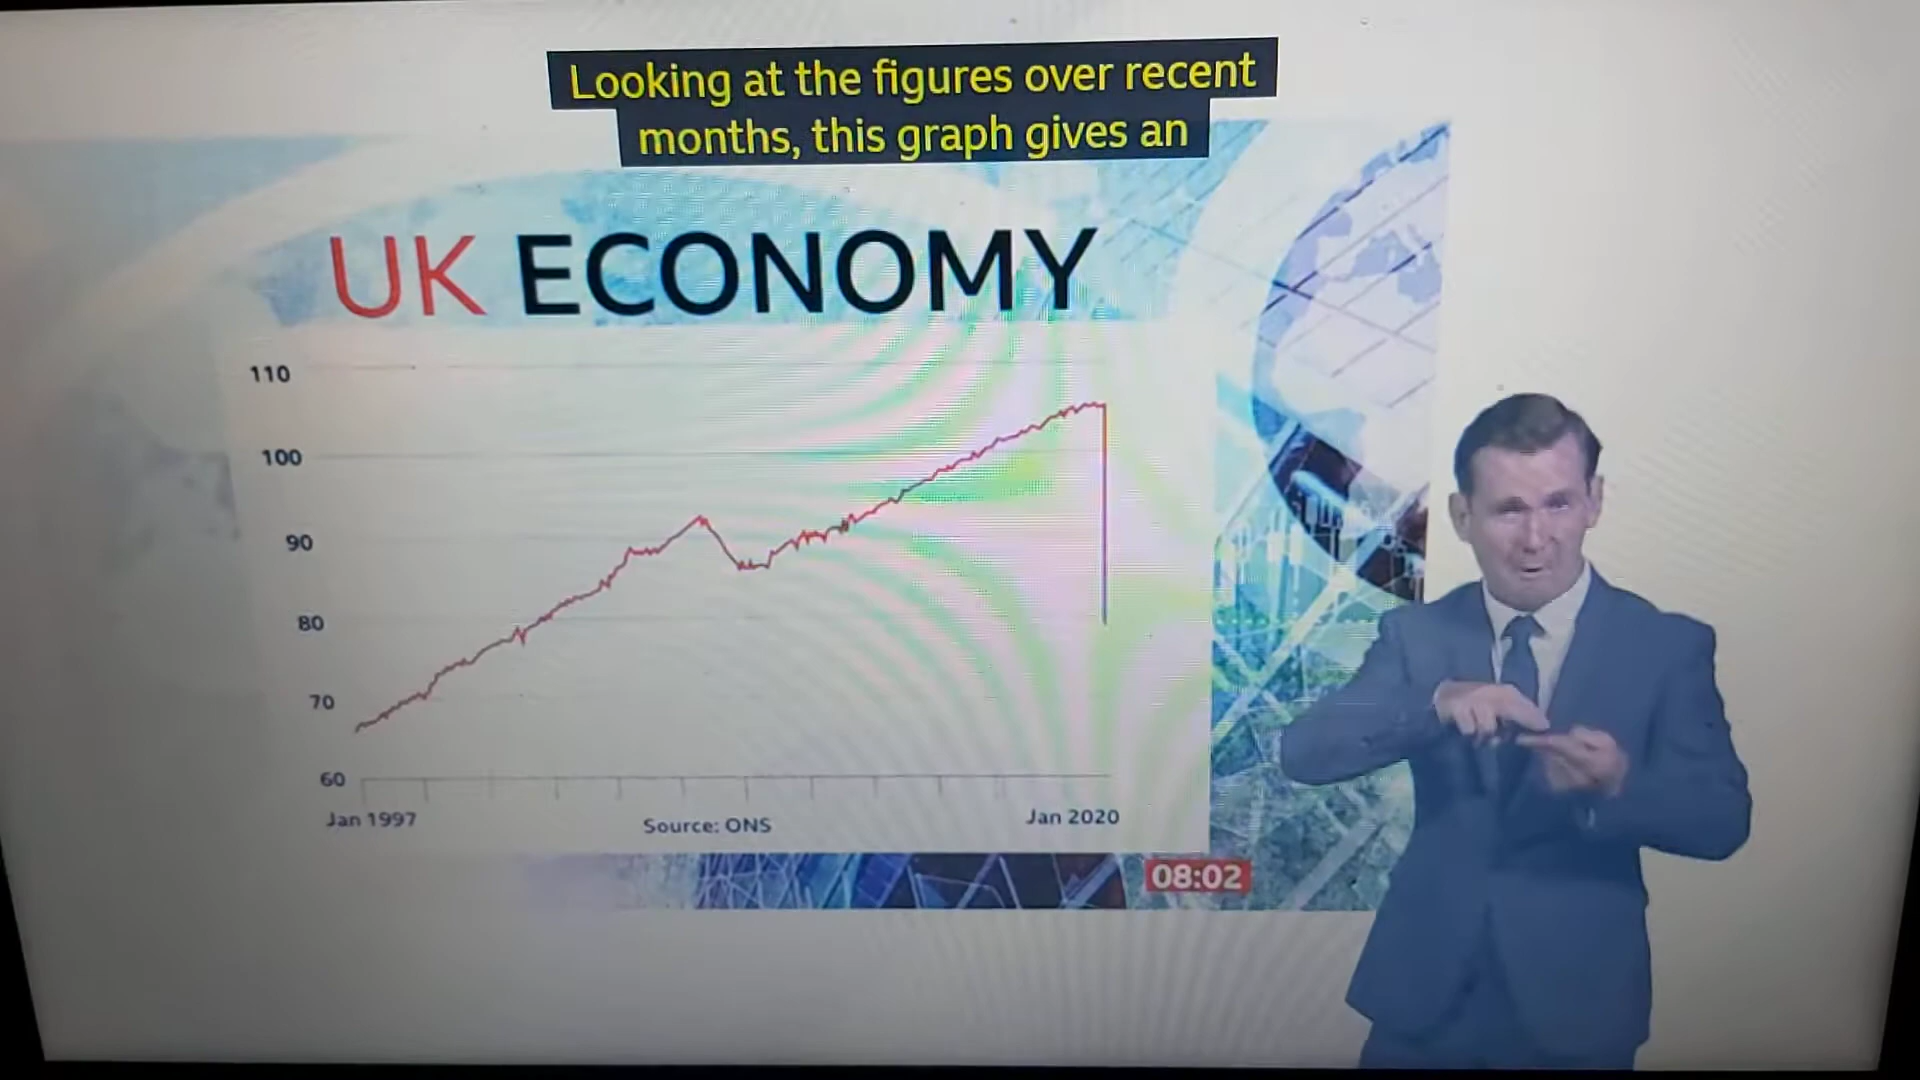 Looking at the figures over recent
months, this graph gives an
UK ECONOMY
110
100
90
80
70
60
Jan 1997
Source: ONS
Jan 2020
08:02